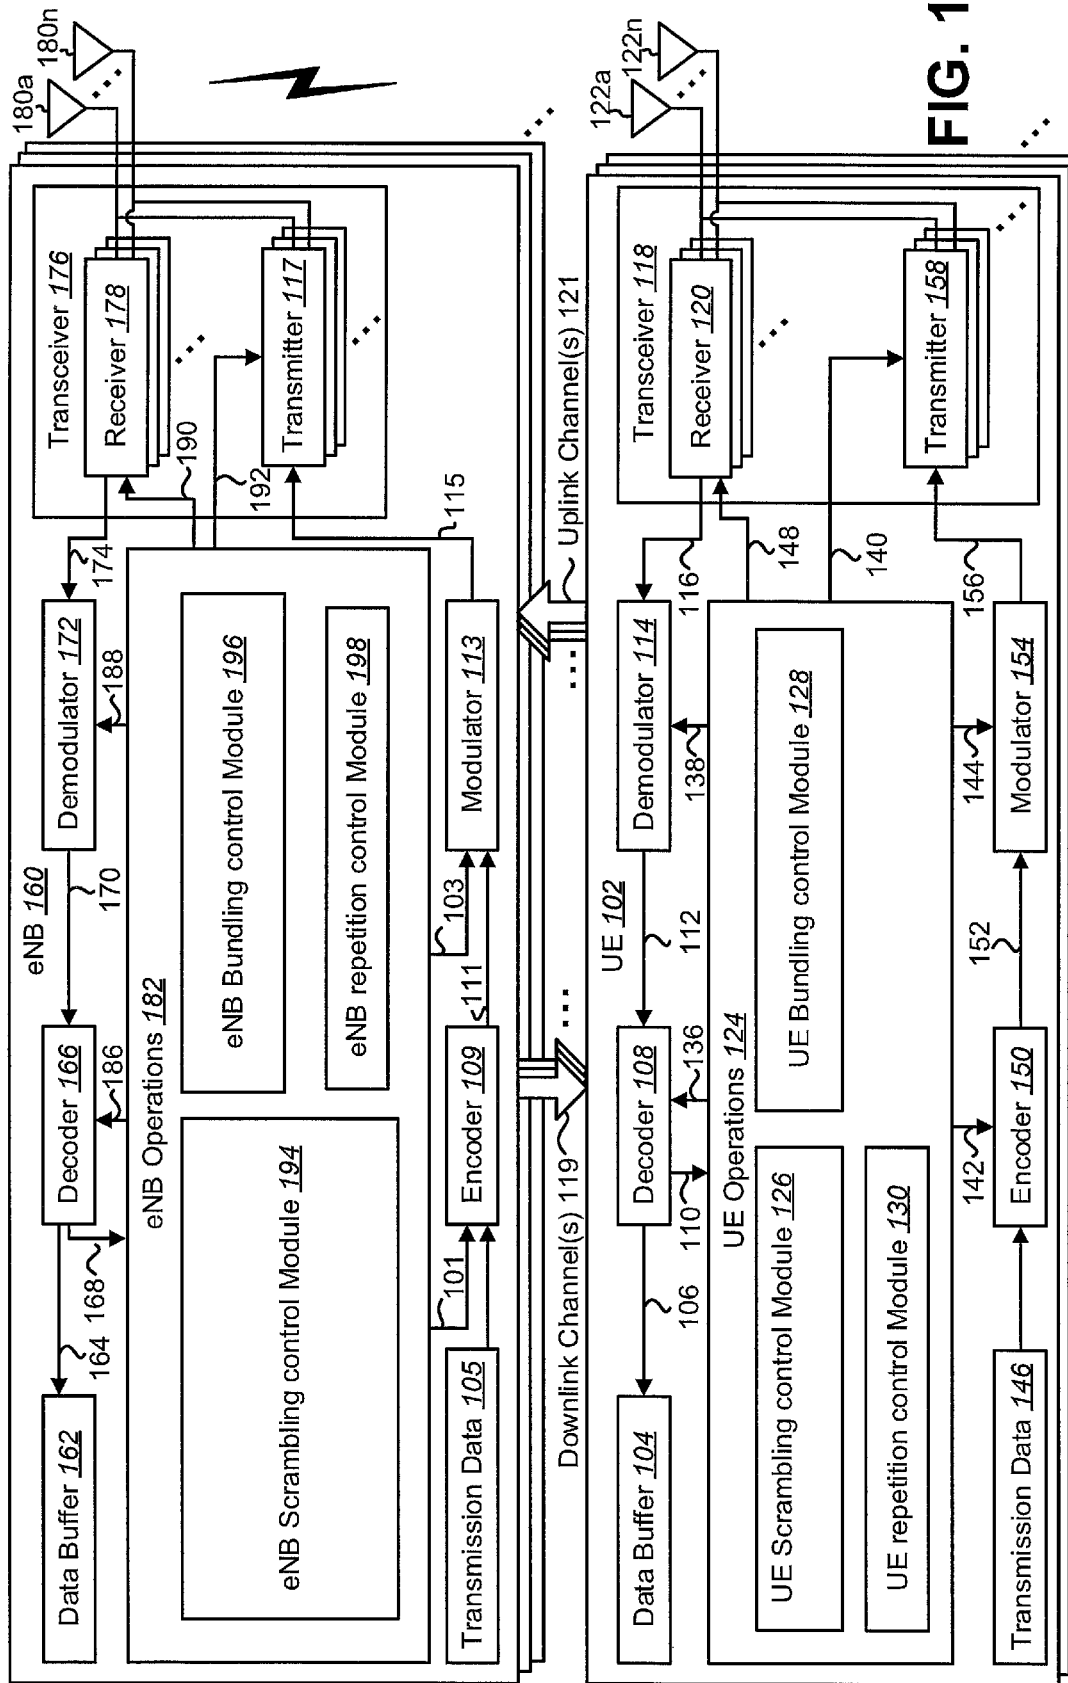 eNB 160
Data Buffer 162
164
Decoder 166
168
186
170
Demodulator 172
188
174
Transceiver 176
Receiver 178
190
192
Transmitter 117
180a
180n
eNB Operations 182
eNB Scrambling control Module 194
eNB Bundling control Module 196
eNB repetition control Module 198
Transmission Data 105
101
Encoder 109
111
103
Modulator 113
115
Downlink Channel(s) 119
Uplink Channel(s) 121
UE 102
Data Buffer 104
106
Decoder 108
110
136
112
Demodulator 114
138
116
Transceiver 118
Receiver 120
148
140
Transmitter 158
122a
122n
UE Operations 124
UE Scrambling control Module 126
UE Bundling control Module 128
UE repetition control Module 130
Transmission Data 146
142
Encoder 150
152
144
Modulator 154
156
FIG. 1